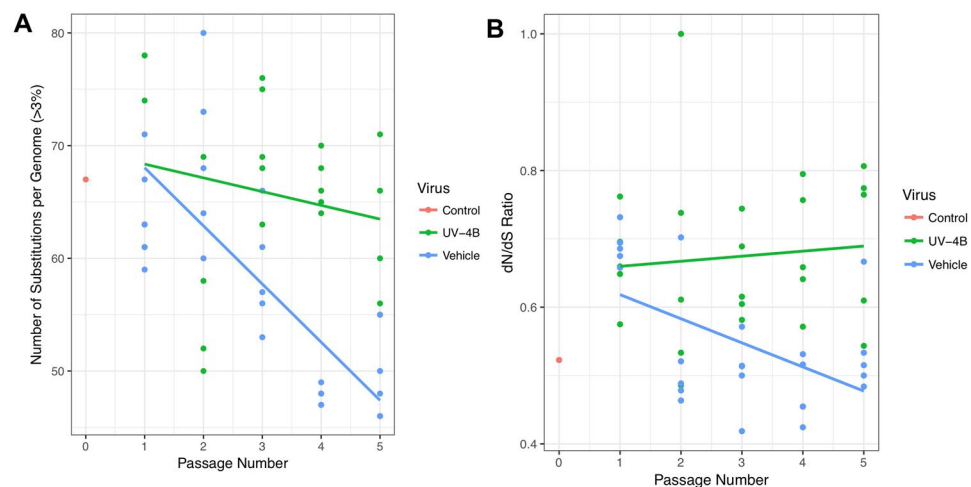 A
Number of Substitutions per Genome (>3%)
80
70
60
50
0 1 2 3 4 5
Passage Number
Virus
Control
UV−4B
Vehicle
B
dN/dS Ratio
1.0
0.8
0.6
0.4
0 1 2 3 4 5
Passage Number
Virus
Control
UV−4B
Vehicle